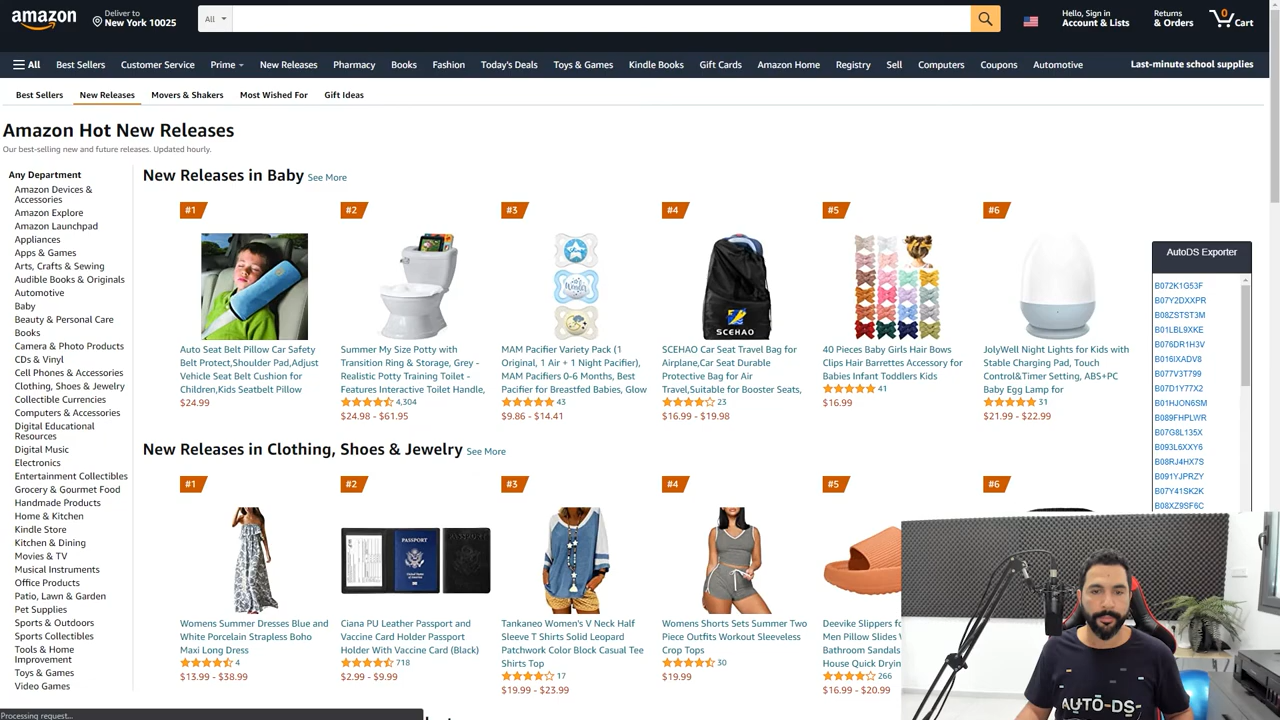 amazon
Deliver to
New York 10025
All
Hello, Sign in
Account & Lists
Returns
& Orders
0
Cart
All
Best Sellers
Customer Service
Prime
New Releases
Pharmacy
Books
Fashion
Today's Deals
Toys & Games
Kindle Books
Gift Cards
Amazon Home
Registry
Sell
Computers
Coupons
Automotive
Last-minute school supplies
Best Sellers
New Releases
Movers & Shakers
Most Wished For
Gift Ideas
Amazon Hot New Releases
Our best-selling new and future releases. Updated hourly.
Any Department
Amazon Devices &
Accessories
Amazon Explore
Amazon Launchpad
Appliances
Apps & Games
Arts, Crafts & Sewing
Audible Books & Originals
Automotive
Baby
Beauty & Personal Care
Books
Camera & Photo Products
CDs & Vinyl
Cell Phones & Accessories
Clothing, Shoes & Jewelry
Collectible Currencies
Computers & Accessories
Digital Educational
Resources
Digital Music
Electronics
Entertainment Collectibles
Grocery & Gourmet Food
Handmade Products
Home & Kitchen
Kindle Store
Kitchen & Dining
Movies & TV
Musical Instruments
Office Products
Patio, Lawn & Garden
Pet Supplies
Sports & Outdoors
Sports Collectibles
Tools & Home
Improvement
Toys & Games
Video Games
New Releases in Baby See More
#1
Auto Seat Belt Pillow Car Safety
Belt Protect,Shoulder Pad,Adjust
Vehicle Seat Belt Cushion for
Children,Kids Seatbelt Pillow
$24.99
#2
Summer My Size Potty with
Transition Ring & Storage, Grey -
Realistic Potty Training Toilet -
Features Interactive Toilet Handle,
4,304
$24.98 - $61.95
#3
MAM Pacifier Variety Pack (1
Original, 1 Air + 1 Night Pacifier),
MAM Pacifiers 0-6 Months, Best
Pacifier for Breastfed Babies, Glow
43
$9.86 - $14.41
#4
SCEHAO
SCEHAO Car Seat Travel Bag for
Airplane,Car Seat Durable
Protective Bag for Air
Travel,Suitable for Booster Seats,
23
$16.99 - $19.98
#5
40 Pieces Baby Girls Hair Bows
Clips Hair Barrettes Accessory for
Babies Infant Toddlers Kids
41
$16.99
#6
JolyWell Night Lights for Kids with
Stable Charging Pad, Touch
Control&Timer Setting, ABS+PC
Baby Egg Lamp for
31
$21.99 - $22.99
New Releases in Clothing, Shoes & Jewelry See More
#1
Womens Summer Dresses Blue and
White Porcelain Strapless Boho
Maxi Long Dress
4
$13.99 - $38.99
#2
PASSPORT
Ciana PU Leather Passport and
Vaccine Card Holder Passport
Holder With Vaccine Card (Black)
718
$2.99 - $9.99
#3
Tankaneo Women's V Neck Half
Sleeve T Shirts Solid Leopard
Patchwork Color Block Casual Tee
Shirts Top
17
$19.99 - $23.99
#4
Womens Shorts Sets Summer Two
Piece Outfits Workout Sleeveless
Crop Tops
30
$19.99
#5
Deevike Slippers for
Men Pillow Slides
Bathroom Sandals
House Quick Dryin
266
$16.99 - $20.99
#6
AutoDS Exporter
B072K1G53F
B07Y2DXXPR
B08ZSTST3M
B01LBL9XKE
B076DR1H3V
B016IXADV8
B077V3T799
B07D1Y77X2
B01HJON6SM
B089FHPLWR
B07G8L135X
B093L6XXY6
B08RJ4HX7S
B091YJPRZY
B07Y41SK2K
B08XZ9SF6C
AUTO-DS
Processing request...